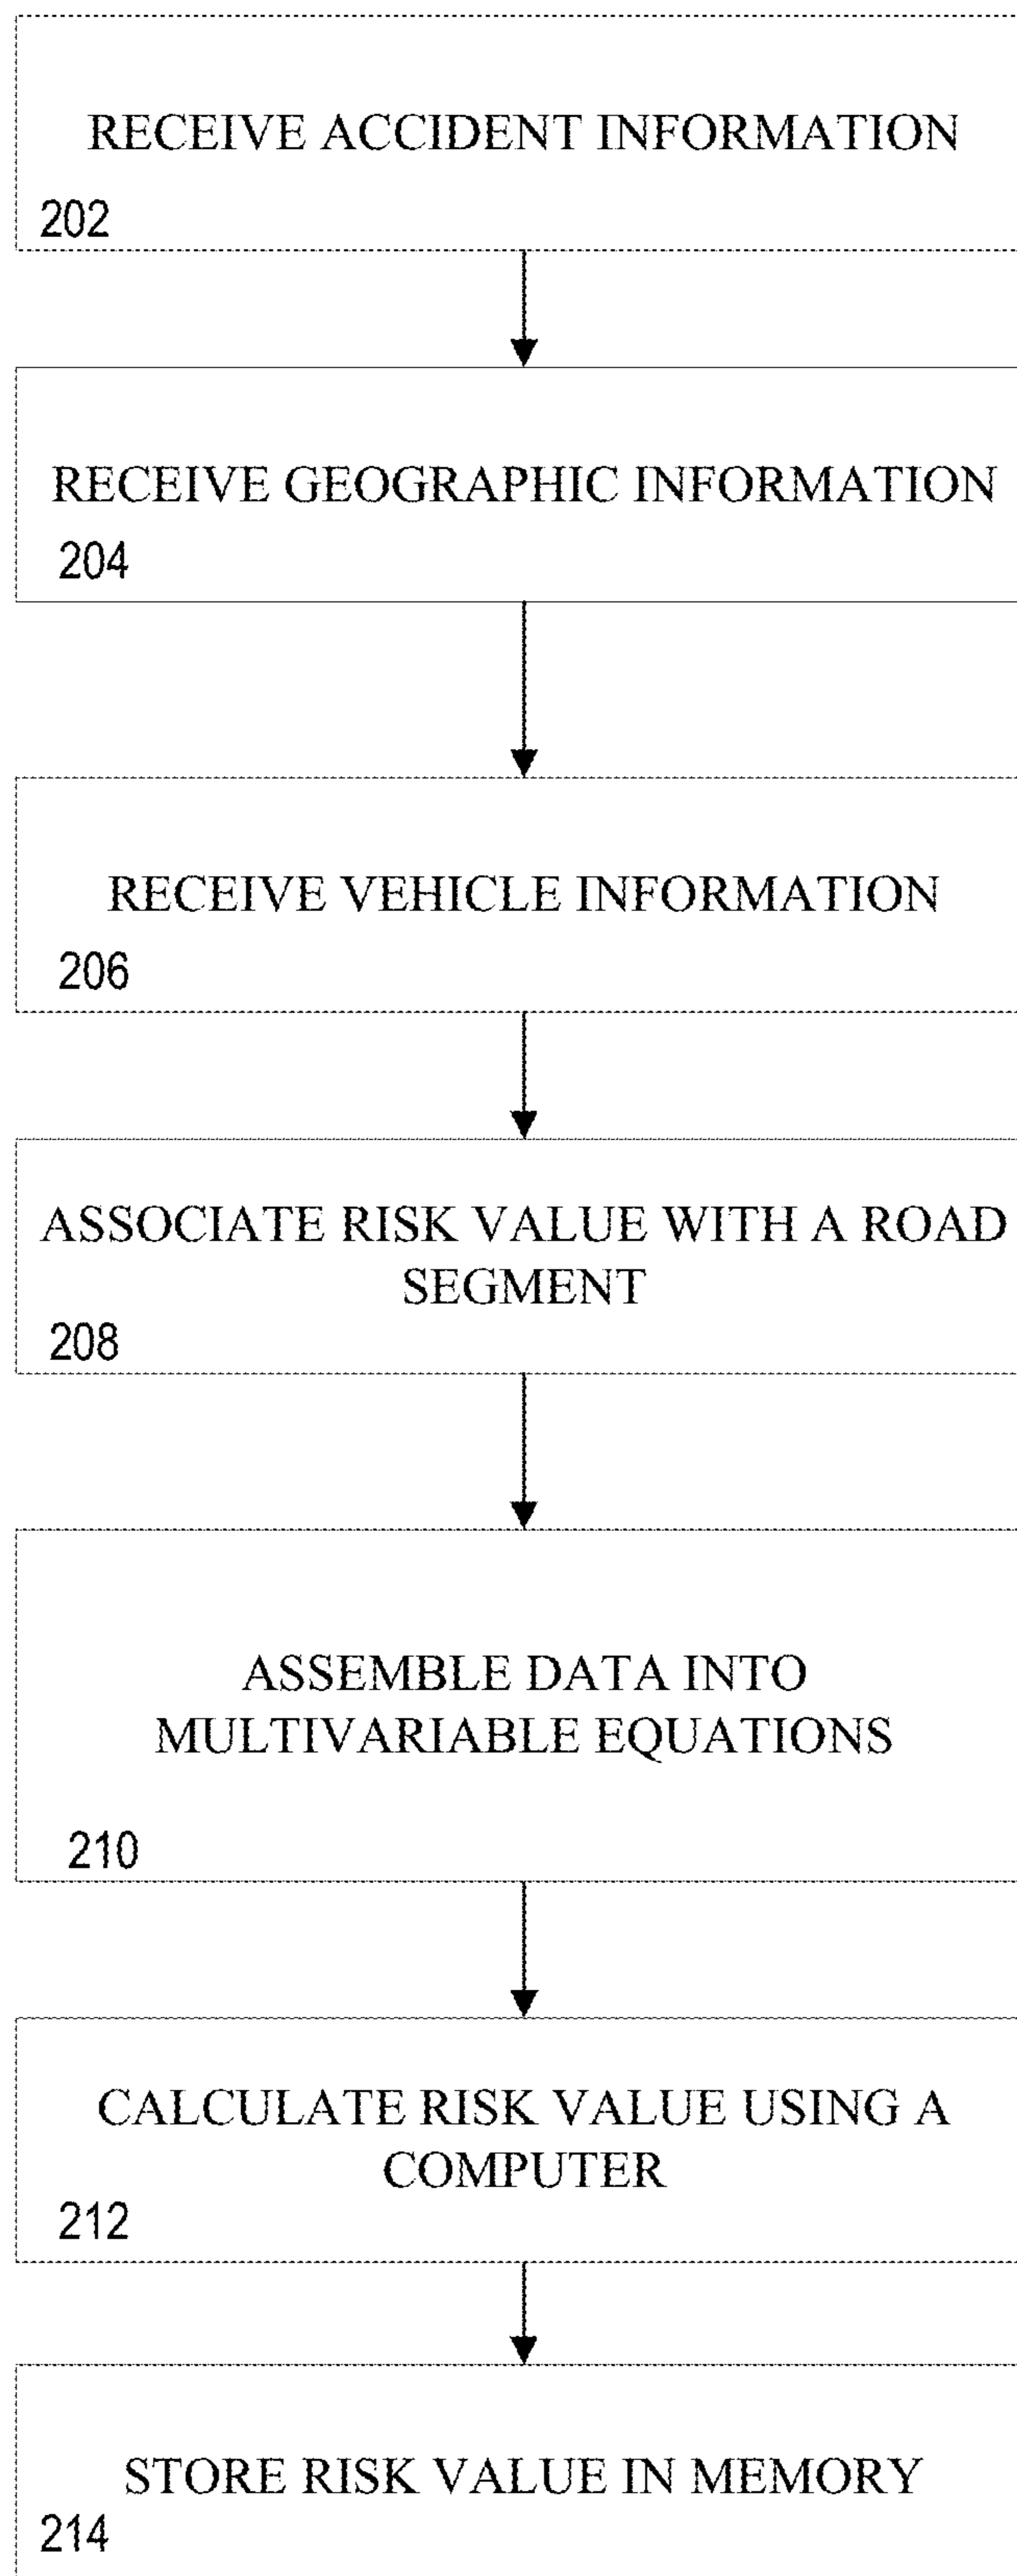 RECEIVE ACCIDENT INFORMATION
202
RECEIVE GEOGRAPHIC INFORMATION
204
RECEIVE VEHICLE INFORMATION
206
ASSOCIATE RISK VALUE WITH A ROAD
SEGMENT
208
ASSEMBLE DATA INTO
MULTIVARIABLE EQUATIONS
210
CALCULATE RISK VALUE USING A
COMPUTER
212
STORE RISK VALUE IN MEMORY
214